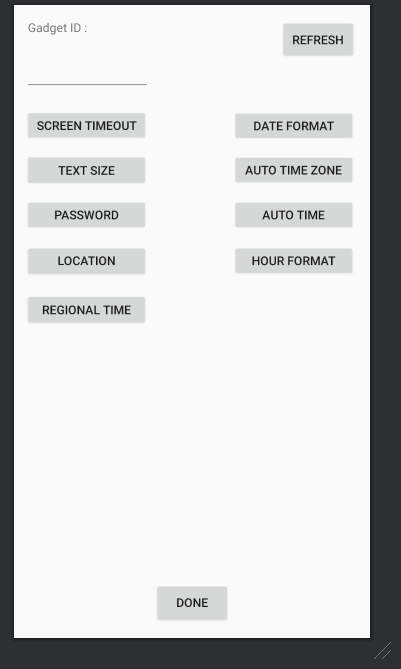 Gadget ID :
REFRESH
SCREEN TIMEOUT
DATE FORMAT
TEXT SIZE
AUTO TIME ZONE
PASSWORD
AUTO TIME
LOCATION
HOUR FORMAT
REGIONAL TIME
DONE